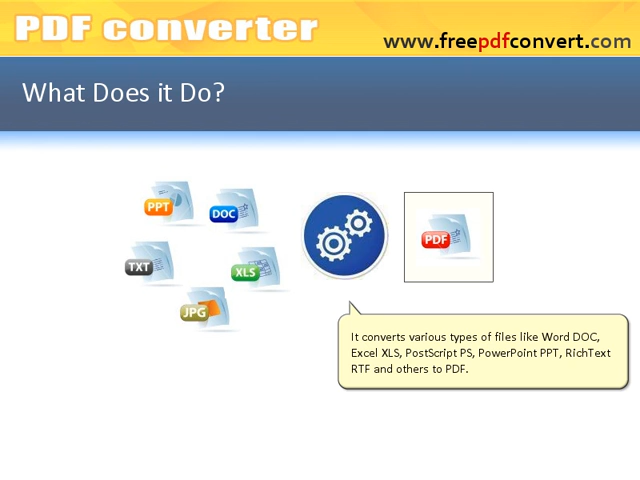 PDF converter
www.freepdfconvert.com
What Does it Do?
PPT
DOC
TXT
XLS
JPG
PDF
It converts various types of files like Word DOC,
Excel XLS, PostScript PS, PowerPoint PPT, RichText
RTF and others to PDF.